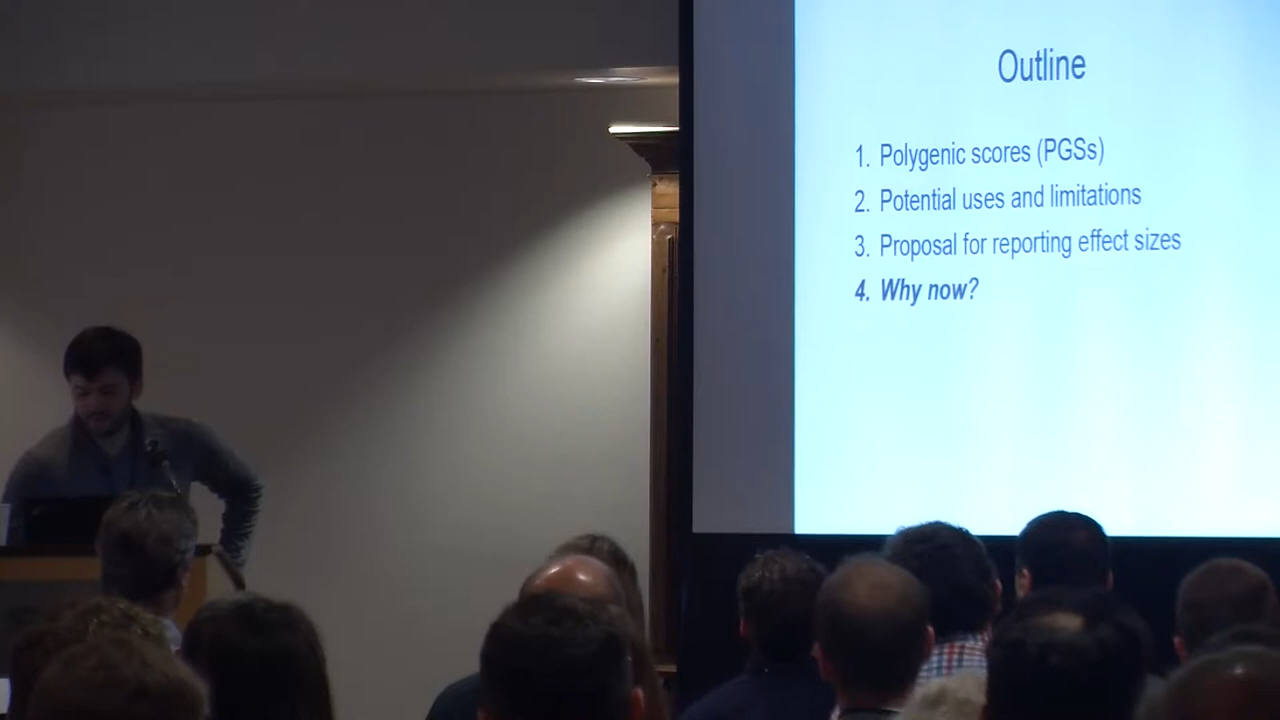 Outline
1. Polygenic scores (PGSs)
2. Potential uses and limitations
3. Proposal for reporting effect sizes
4. Why now?